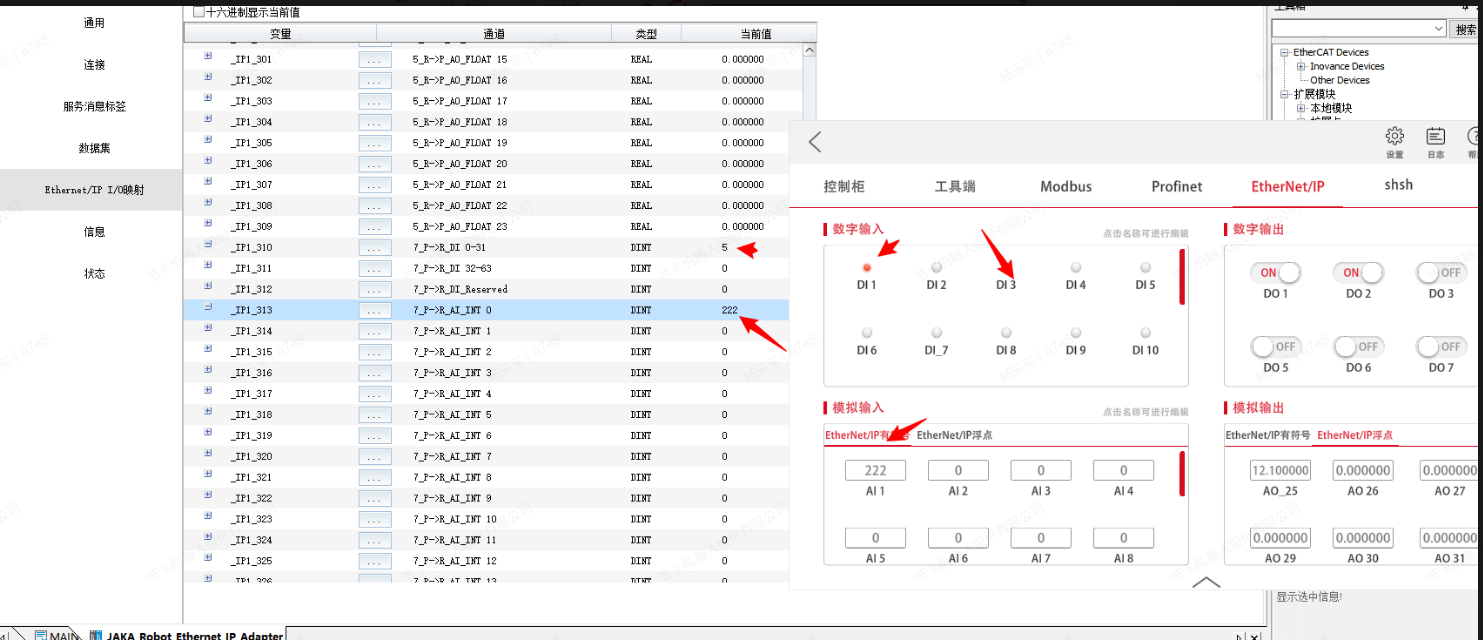 通用
连接
服务消息标签
数据集
Ethernet/IP I/O映射
信息
状态
十六进制显示当前值
变量 通道 类型 当前值
_IP1_301 ... 5_R->P_AO_FLOAT 15 REAL 0.000000
_IP1_302 ... 5_R->P_AO_FLOAT 16 REAL 0.000000
_IP1_303 ... 5_R->P_AO_FLOAT 17 REAL 0.000000
_IP1_304 ... 5_R->P_AO_FLOAT 18 REAL 0.000000
_IP1_305 ... 5_R->P_AO_FLOAT 19 REAL 0.000000
_IP1_306 ... 5_R->P_AO_FLOAT 20 REAL 0.000000
_IP1_307 ... 5_R->P_AO_FLOAT 21 REAL 0.000000
_IP1_308 ... 5_R->P_AO_FLOAT 22 REAL 0.000000
_IP1_309 ... 5_R->P_AO_FLOAT 23 REAL 0.000000
_IP1_310 ... 7_P->R_DI 0-31 DINT 5
_IP1_311 ... 7_P->R_DI 32-63 DINT 0
_IP1_312 ... 7_P->R_DI_Reserved DINT 0
_IP1_313 ... 7_P->R_AI_INT 0 DINT 222
_IP1_314 ... 7_P->R_AI_INT 1 DINT 0
_IP1_315 ... 7_P->R_AI_INT 2 DINT 0
_IP1_316 ... 7_P->R_AI_INT 3 DINT 0
_IP1_317 ... 7_P->R_AI_INT 4 DINT 0
_IP1_318 ... 7_P->R_AI_INT 5 DINT 0
_IP1_319 ... 7_P->R_AI_INT 6 DINT 0
_IP1_320 ... 7_P->R_AI_INT 7 DINT 0
_IP1_321 ... 7_P->R_AI_INT 8 DINT 0
_IP1_322 ... 7_P->R_AI_INT 9 DINT 0
_IP1_323 ... 7_P->R_AI_INT 10 DINT 0
_IP1_324 ... 7_P->R_AI_INT 11 DINT 0
_IP1_325 ... 7_P->R_AI_INT 12 DINT 0
_IP1_326 7_P->R_AI_INT 13 DINT 0
MAIN JAKA Robot Ethernet IP Adapter
工具箱
搜索
EtherCAT Devices
Inovance Devices
Other Devices
扩展模块
本地模块
设置 日志
控制柜 工具端 Modbus Profinet EtherNet/IP shsh
数字输入 点击名称可进行编辑
DI 1 DI 2 DI 3 DI 4 DI 5
DI 6 DI_7 DI 8 DI 9 DI 10
数字输出
ON ON OFF
DO 1 DO 2 DO 3
OFF OFF OFF
DO 5 DO 6 DO 7
模拟输入 点击名称可进行编辑
EtherNet/IP有符号 EtherNet/IP浮点
222 0 0 0
AI 1 AI 2 AI 3 AI 4
0 0 0 0
AI 5 AI 6 AI 7 AI 8
模拟输出
EtherNet/IP有符号 EtherNet/IP浮点
12.100000 0.000000 0.000000
AO_25 AO 26 AO 27
0.000000 0.000000 0.000000
AO 29 AO 30 AO 31
显示选中信息!